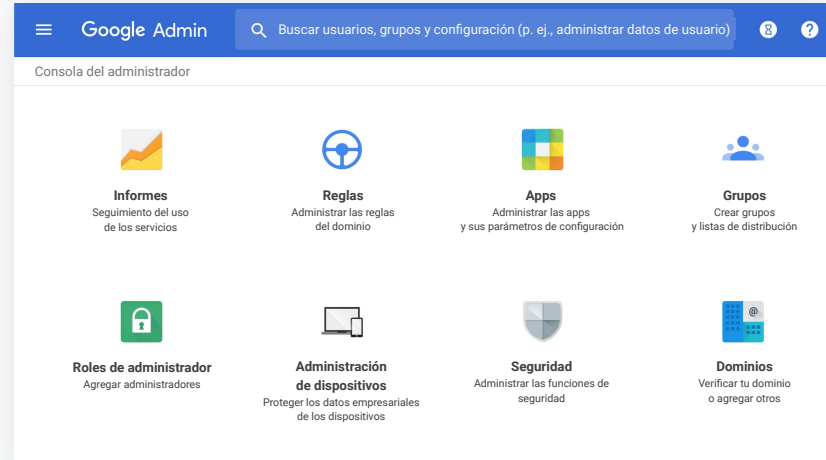 Google Admin
Buscar usuarios, grupos y configuración (p. ej., administrar datos de usuario)
Consola del administrador
Informes
Seguimiento del uso
de los servicios
Reglas
Administrar las reglas
del dominio
Apps
Administrar las apps
y sus parámetros de configuración
Grupos
Crear grupos
y listas de distribución
Roles de administrador
Agregar administradores
Administración
de dispositivos
Proteger los datos empresariales
de los dispositivos
Seguridad
Administrar las funciones de
seguridad
Dominios
Verificar tu dominio
o agregar otros